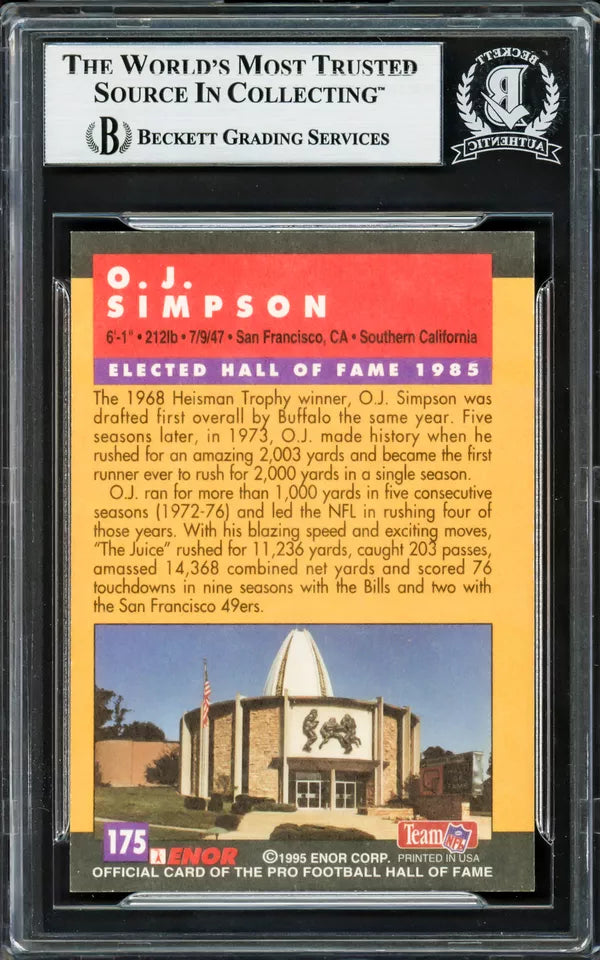 THE WORLD'S MOST TRUSTED
SOURCE IN COLLECTING™
B BECKETT GRADING SERVICES
BECKETT
B
AUTHENTIC
O.J.
SIMPSON
6'-1" • 212lb • 7/9/47 • San Francisco, CA • Southern California
ELECTED HALL OF FAME 1985
The 1968 Heisman Trophy winner, O.J. Simpson was
drafted first overall by Buffalo the same year. Five
seasons later, in 1973, O.J. made history when he
rushed for an amazing 2,003 yards and became the first
runner ever to rush for 2,000 yards in a single season.
O.J. ran for more than 1,000 yards in five consecutive
seasons (1972-76) and led the NFL in rushing four of
those years. With his blazing speed and exciting moves,
"The Juice" rushed for 11,236 yards, caught 203 passes,
amassed 14,368 combined net yards and scored 76
touchdowns in nine seasons with the Bills and two with
the San Francisco 49ers.
175
ENOR
©1995 ENOR CORP.
Team NFL
PRINTED IN USA
OFFICIAL CARD OF THE PRO FOOTBALL HALL OF FAME